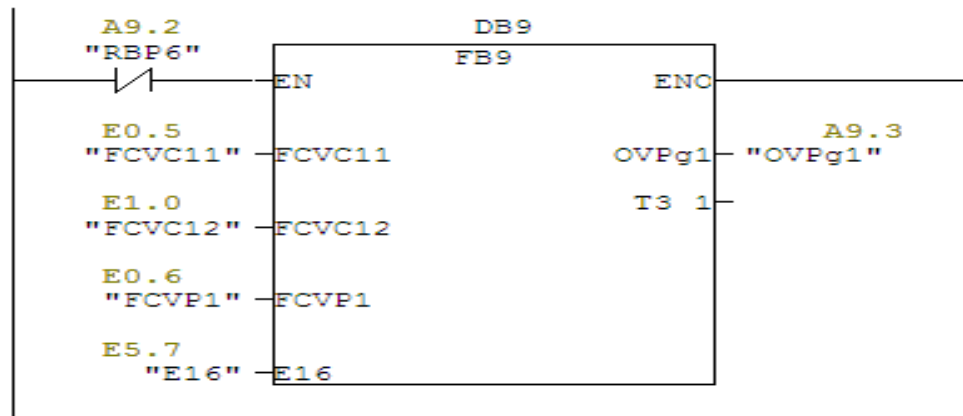 A9.2
"RBP6"
DB9
FB9
EN
ENO
E0.5
"FCVC11"
FCVC11
OVPg1
A9.3
"OVPg1"
E1.0
"FCVC12"
FCVC12
T3 1
E0.6
"FCVP1"
FCVP1
E5.7
"E16"
E16